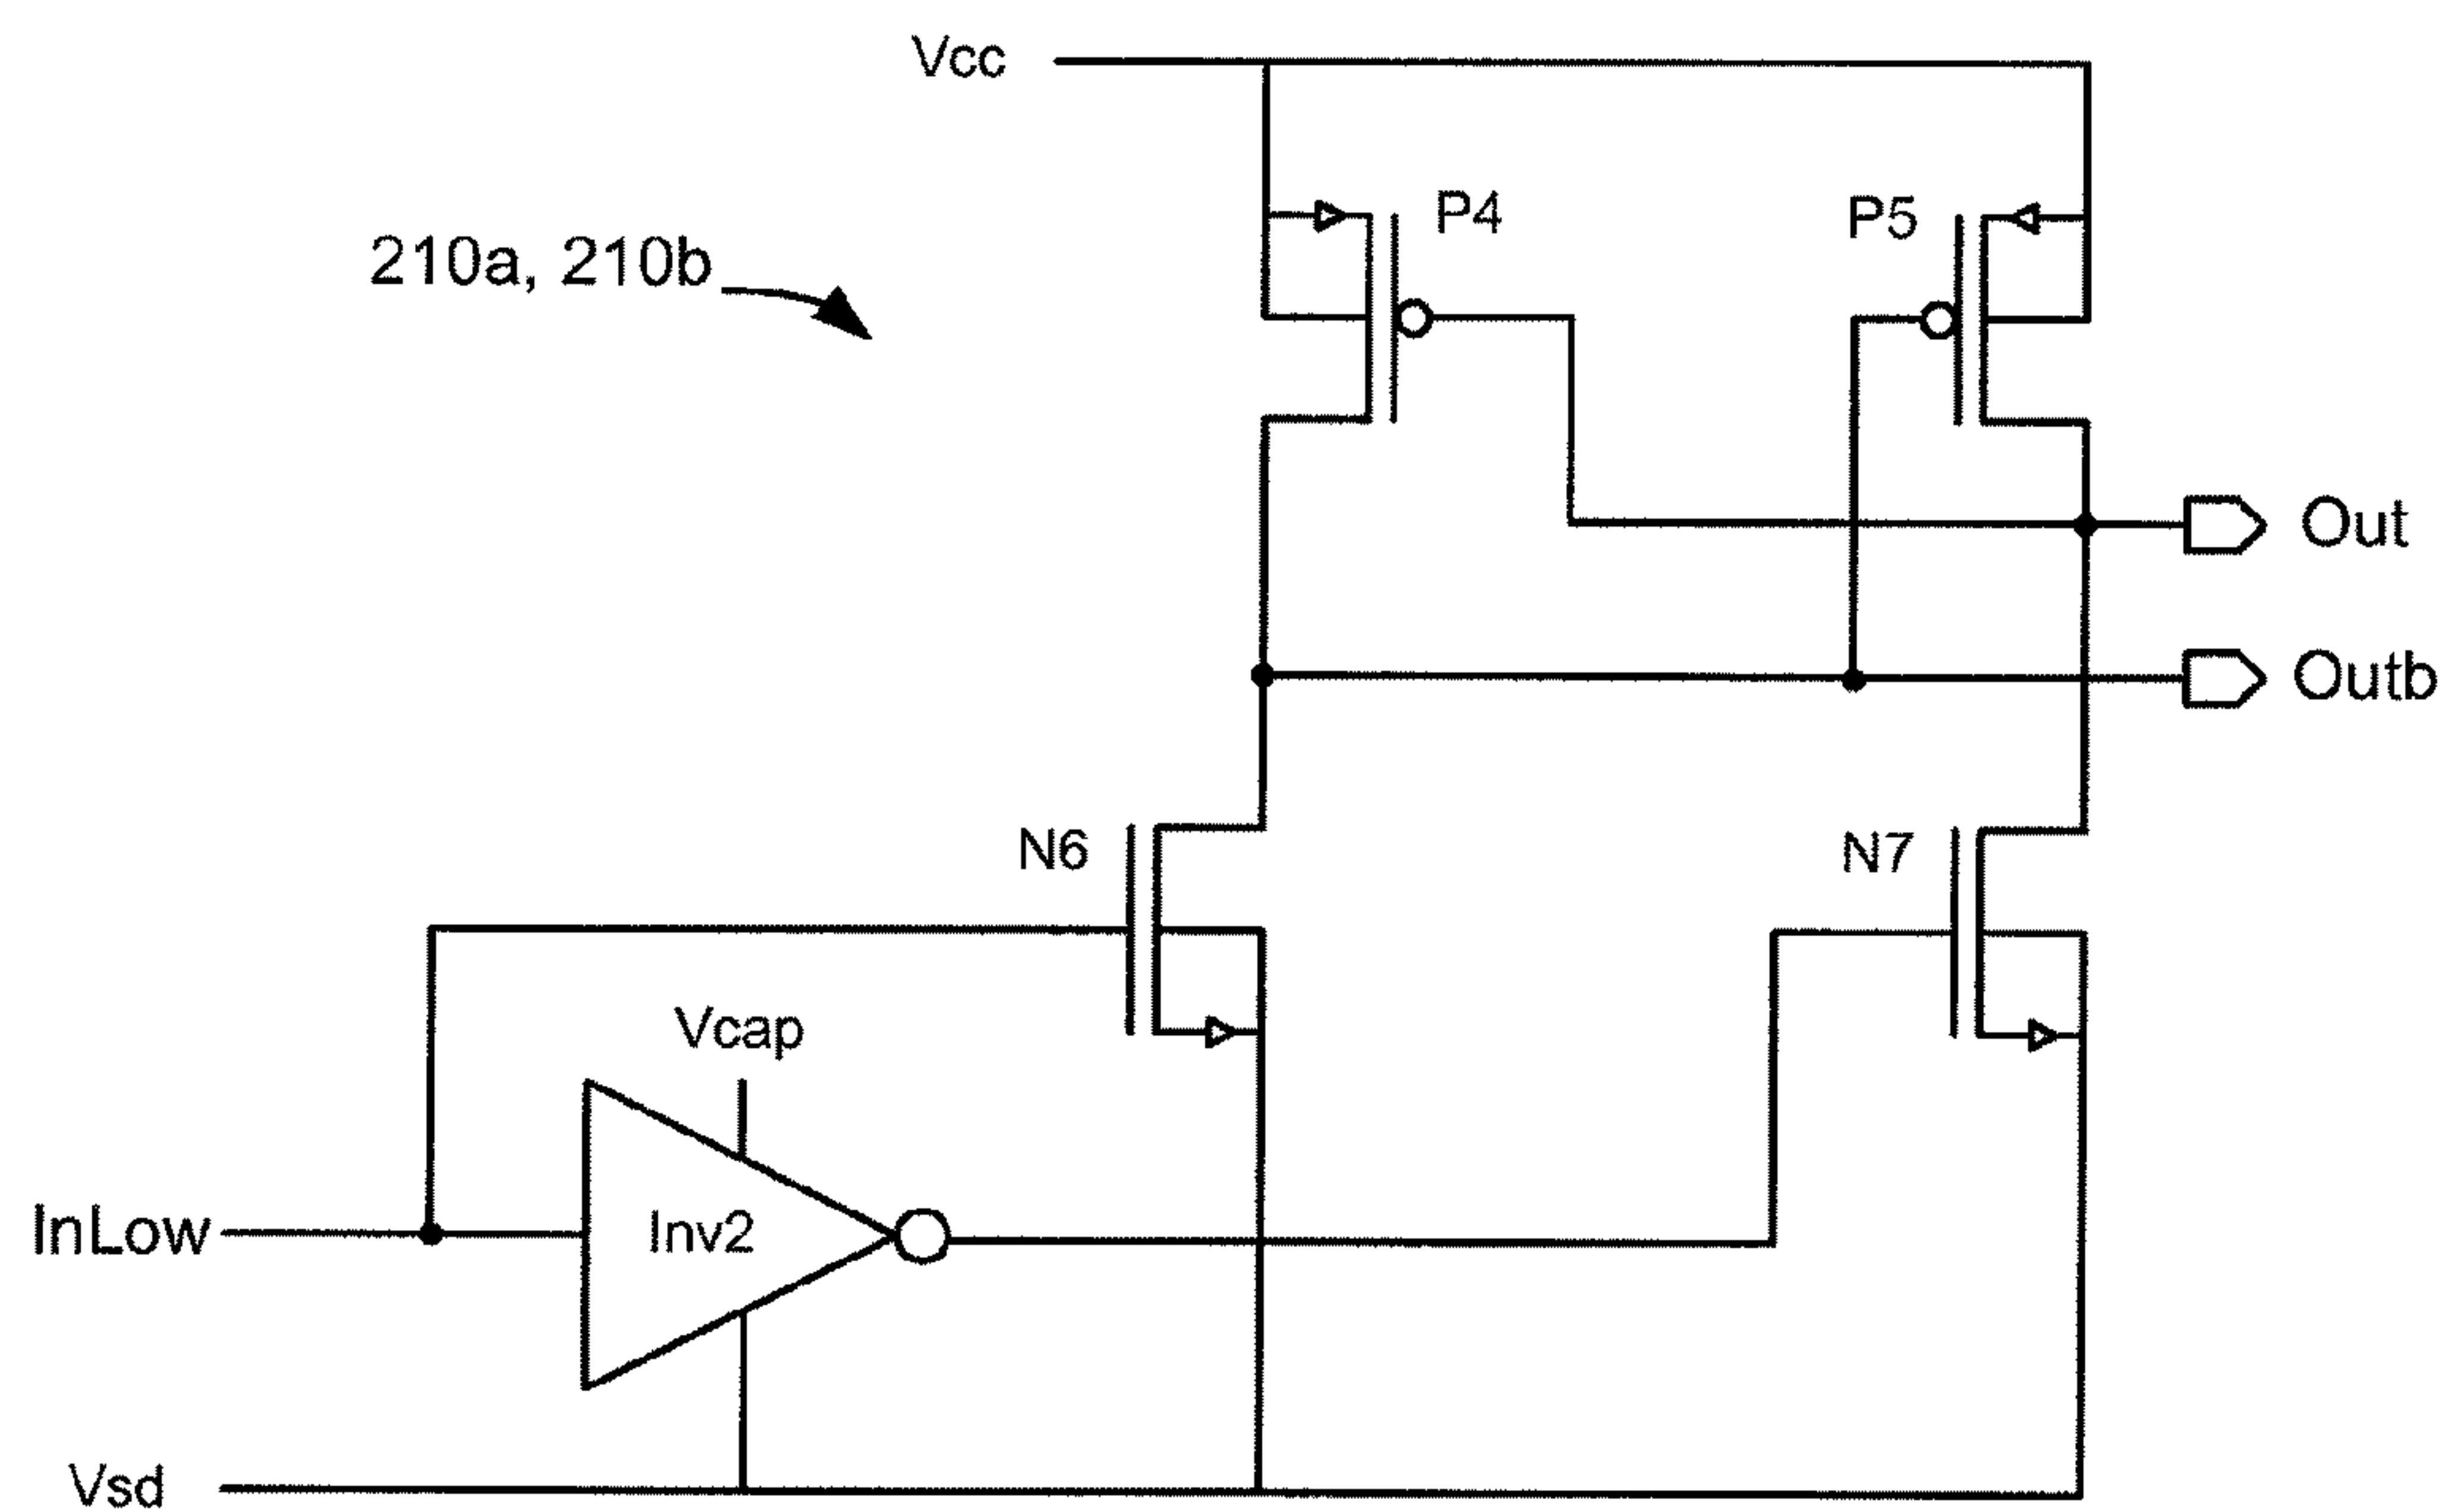 Vcc
P4
P5
210a, 210b
Out
Outb
N6
N7
Vcap
InLow
Inv2
Vsd